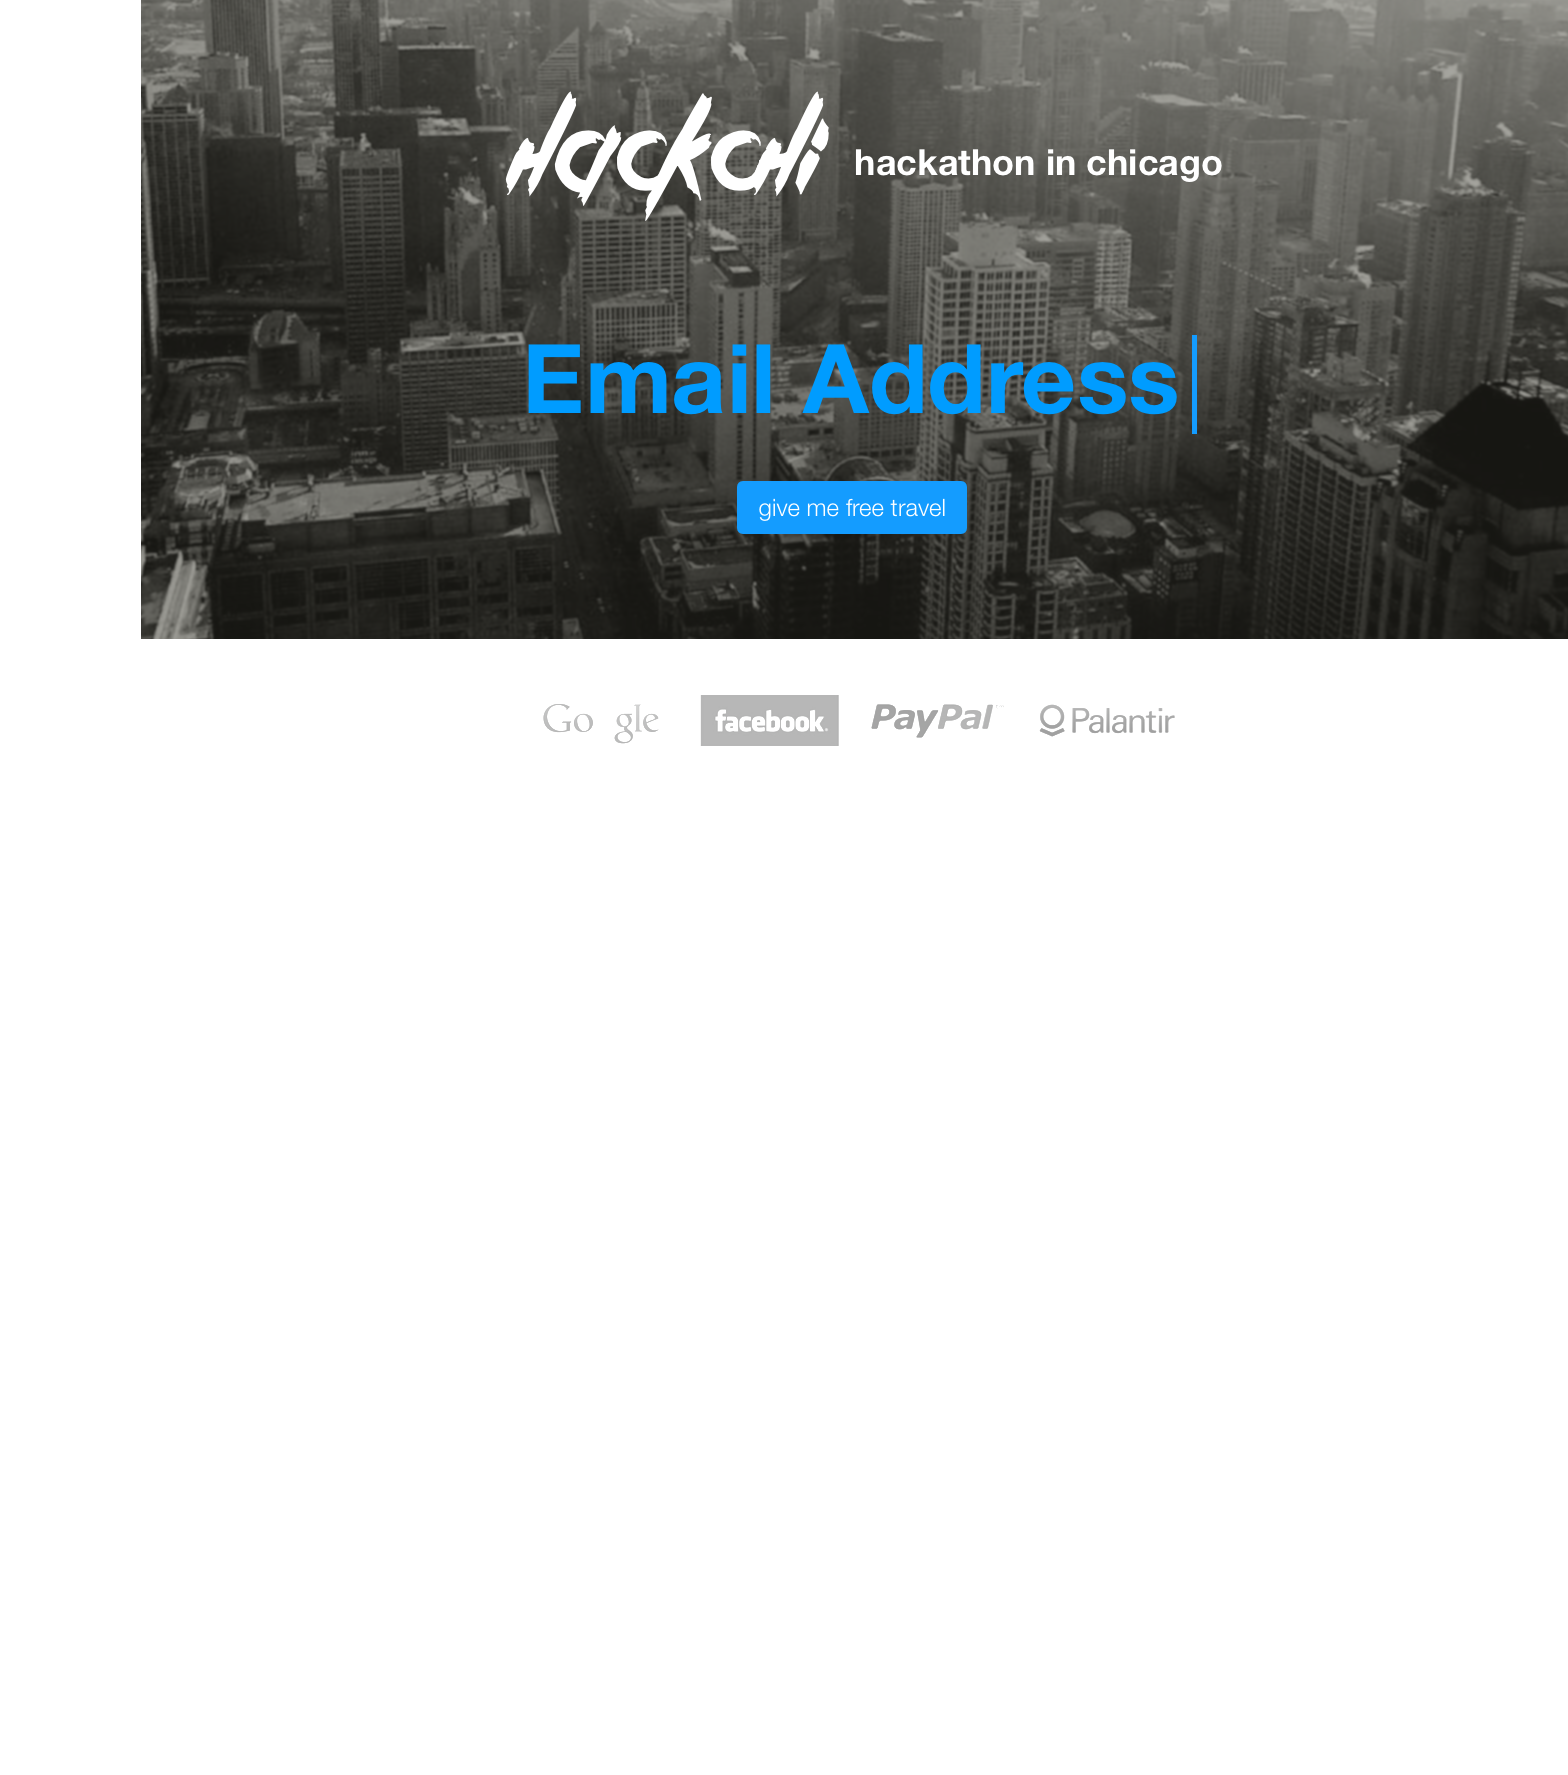 HackChi
hackathon in chicago
Email Address
give me free travel
Go gle
facebook
PayPal
Palantir